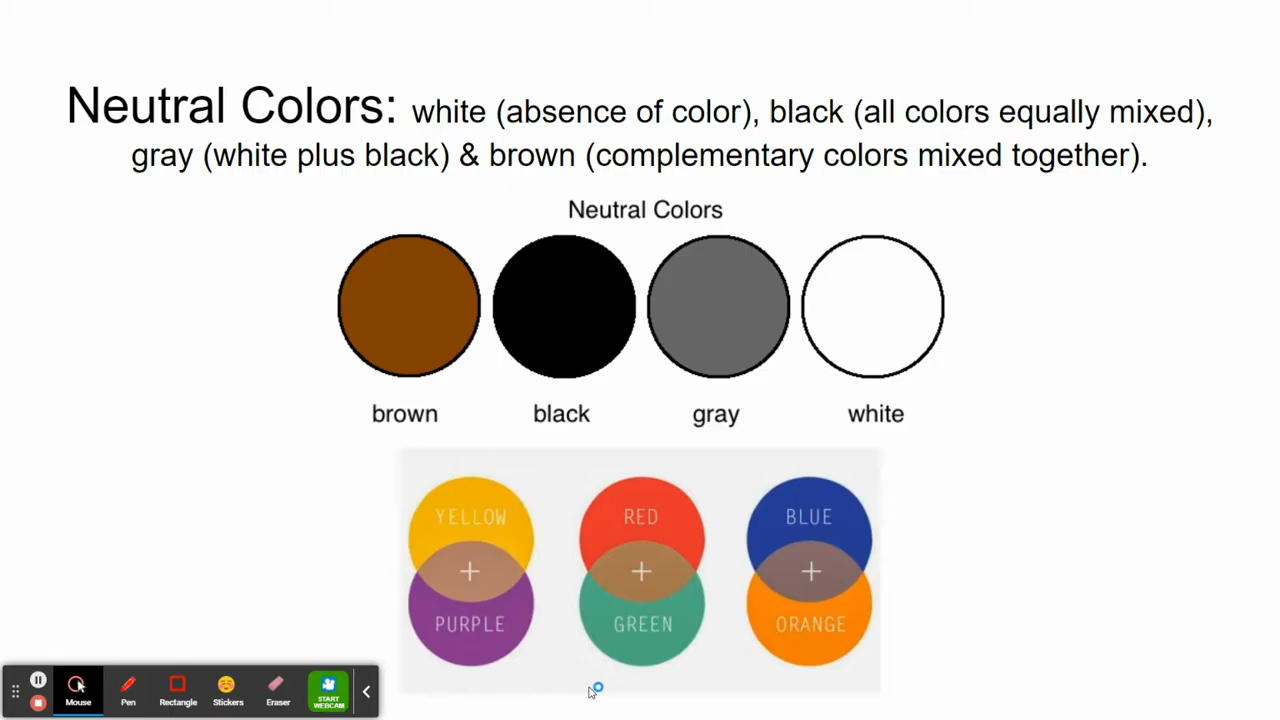 Neutral Colors: white (absence of color), black (all colors equally mixed),
gray (white plus black) & brown (complementary colors mixed together).
Neutral Colors
brown black gray white
YELLOW RED BLUE
+ + +
PURPLE GREEN ORANGE
Mouse Pen Rectangle Stickers Eraser START WEBCAM